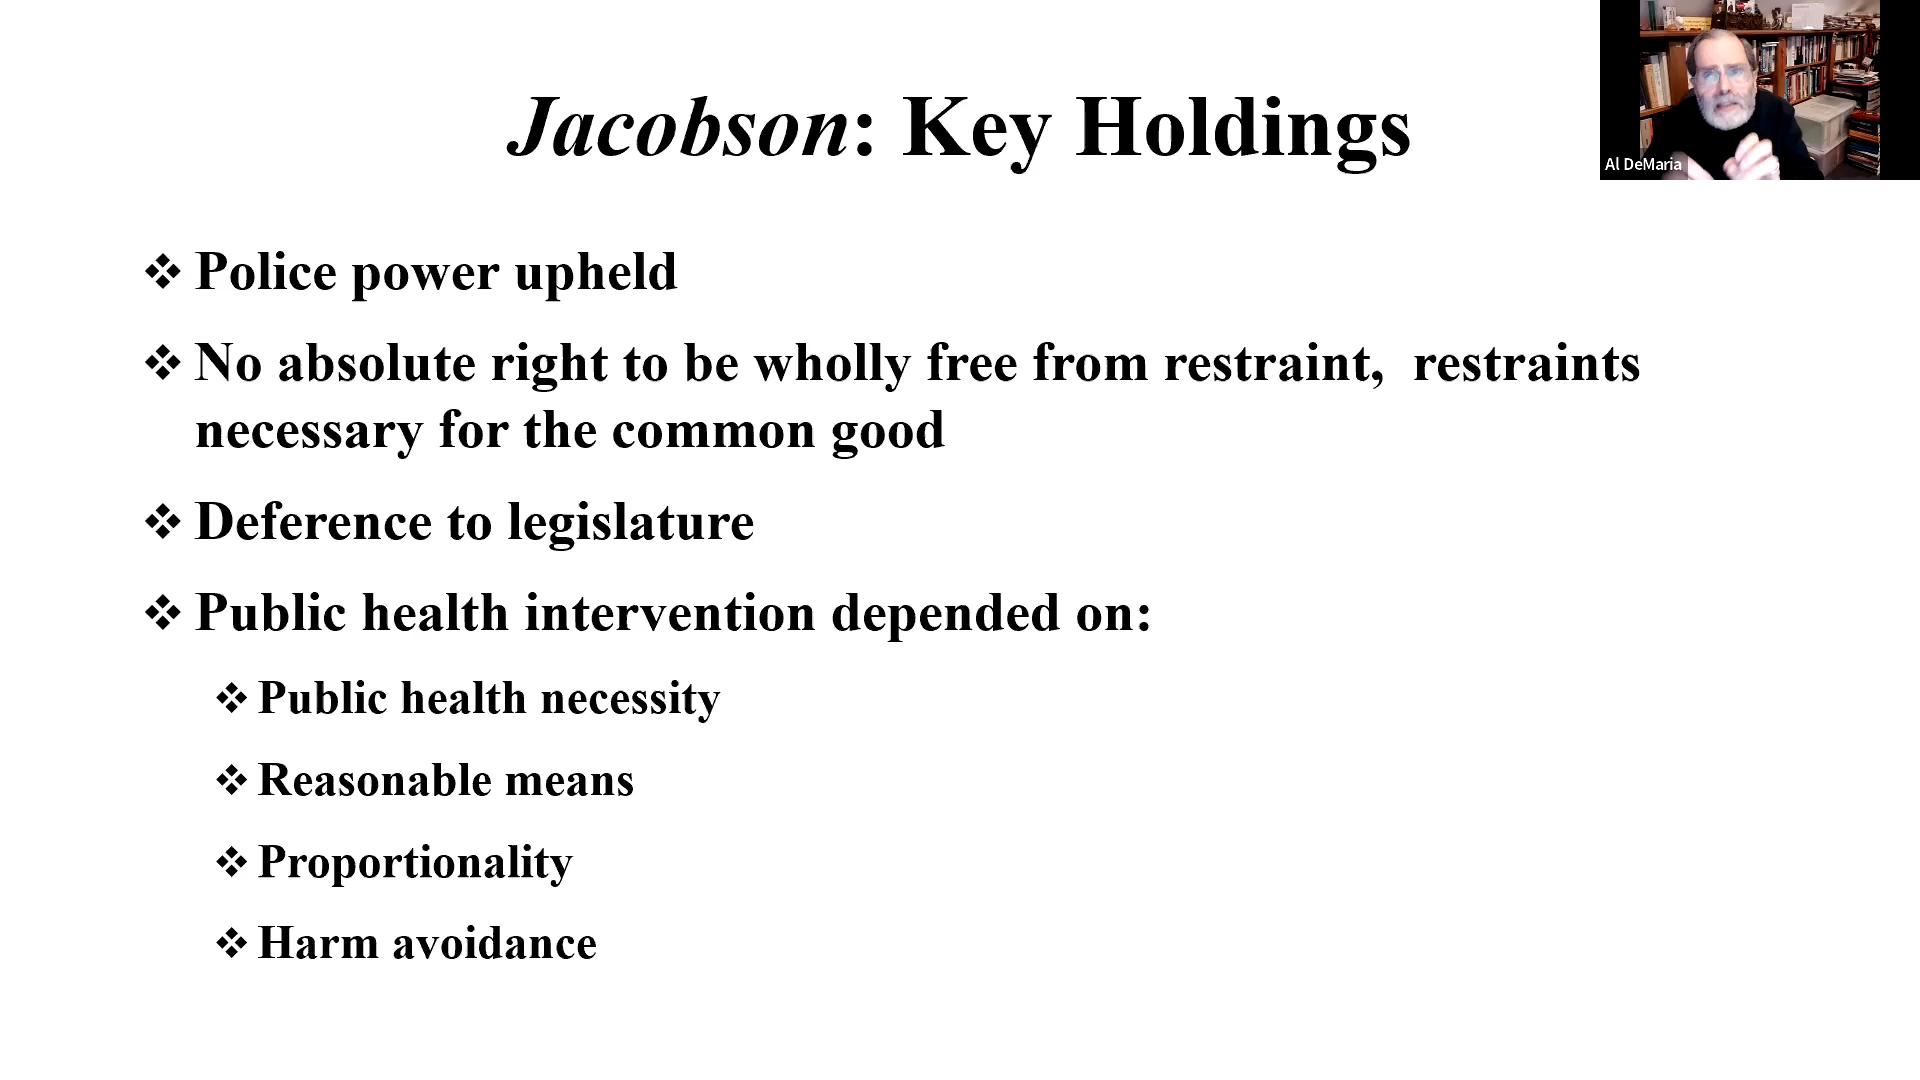 Jacobson: Key Holdings
Al DeMaria
❖ Police power upheld
❖ No absolute right to be wholly free from restraint,  restraints
necessary for the common good
❖ Deference to legislature
❖ Public health intervention depended on:
❖ Public health necessity
❖ Reasonable means
❖ Proportionality
❖ Harm avoidance